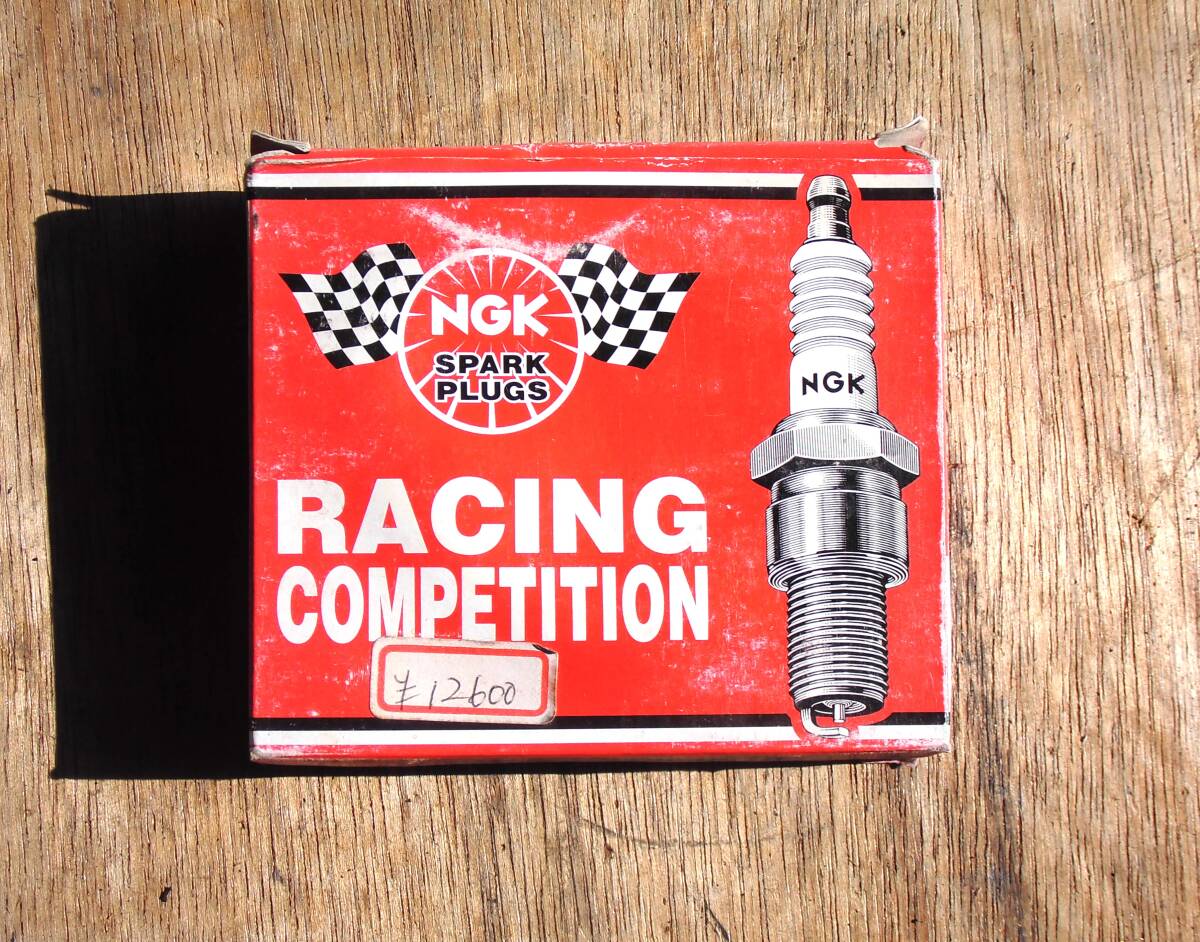 NGK
SPARK
PLUGS
NGK
RACING
COMPETITION
¥12600